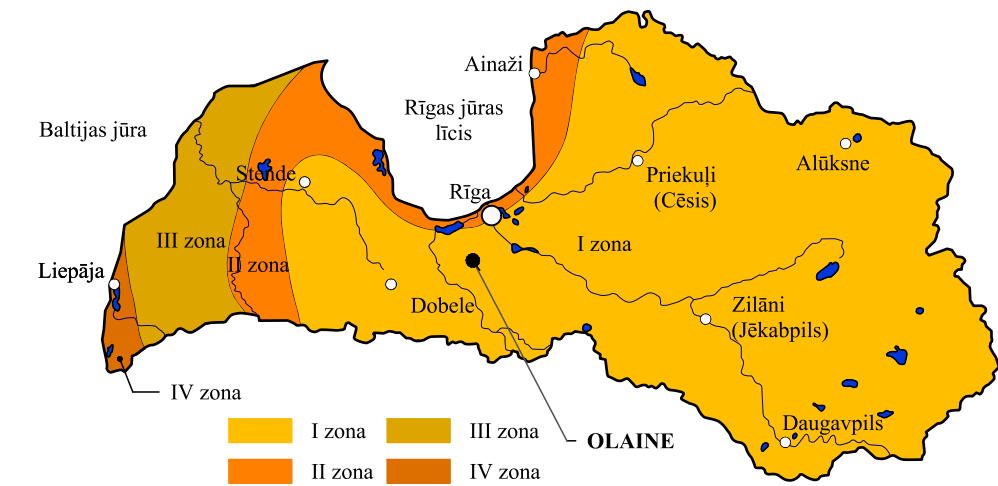 Ainaži
Rīgas jūras
līcis
Baltijas jūra
Alūksne
Stende
Priekuļi
(Cēsis)
Rīga
III zona
I zona
II zona
Liepāja
Dobele
Zilāni
(Jēkabpils)
IV zona
Daugavpils
OLAINE
I zona
III zona
II zona
IV zona